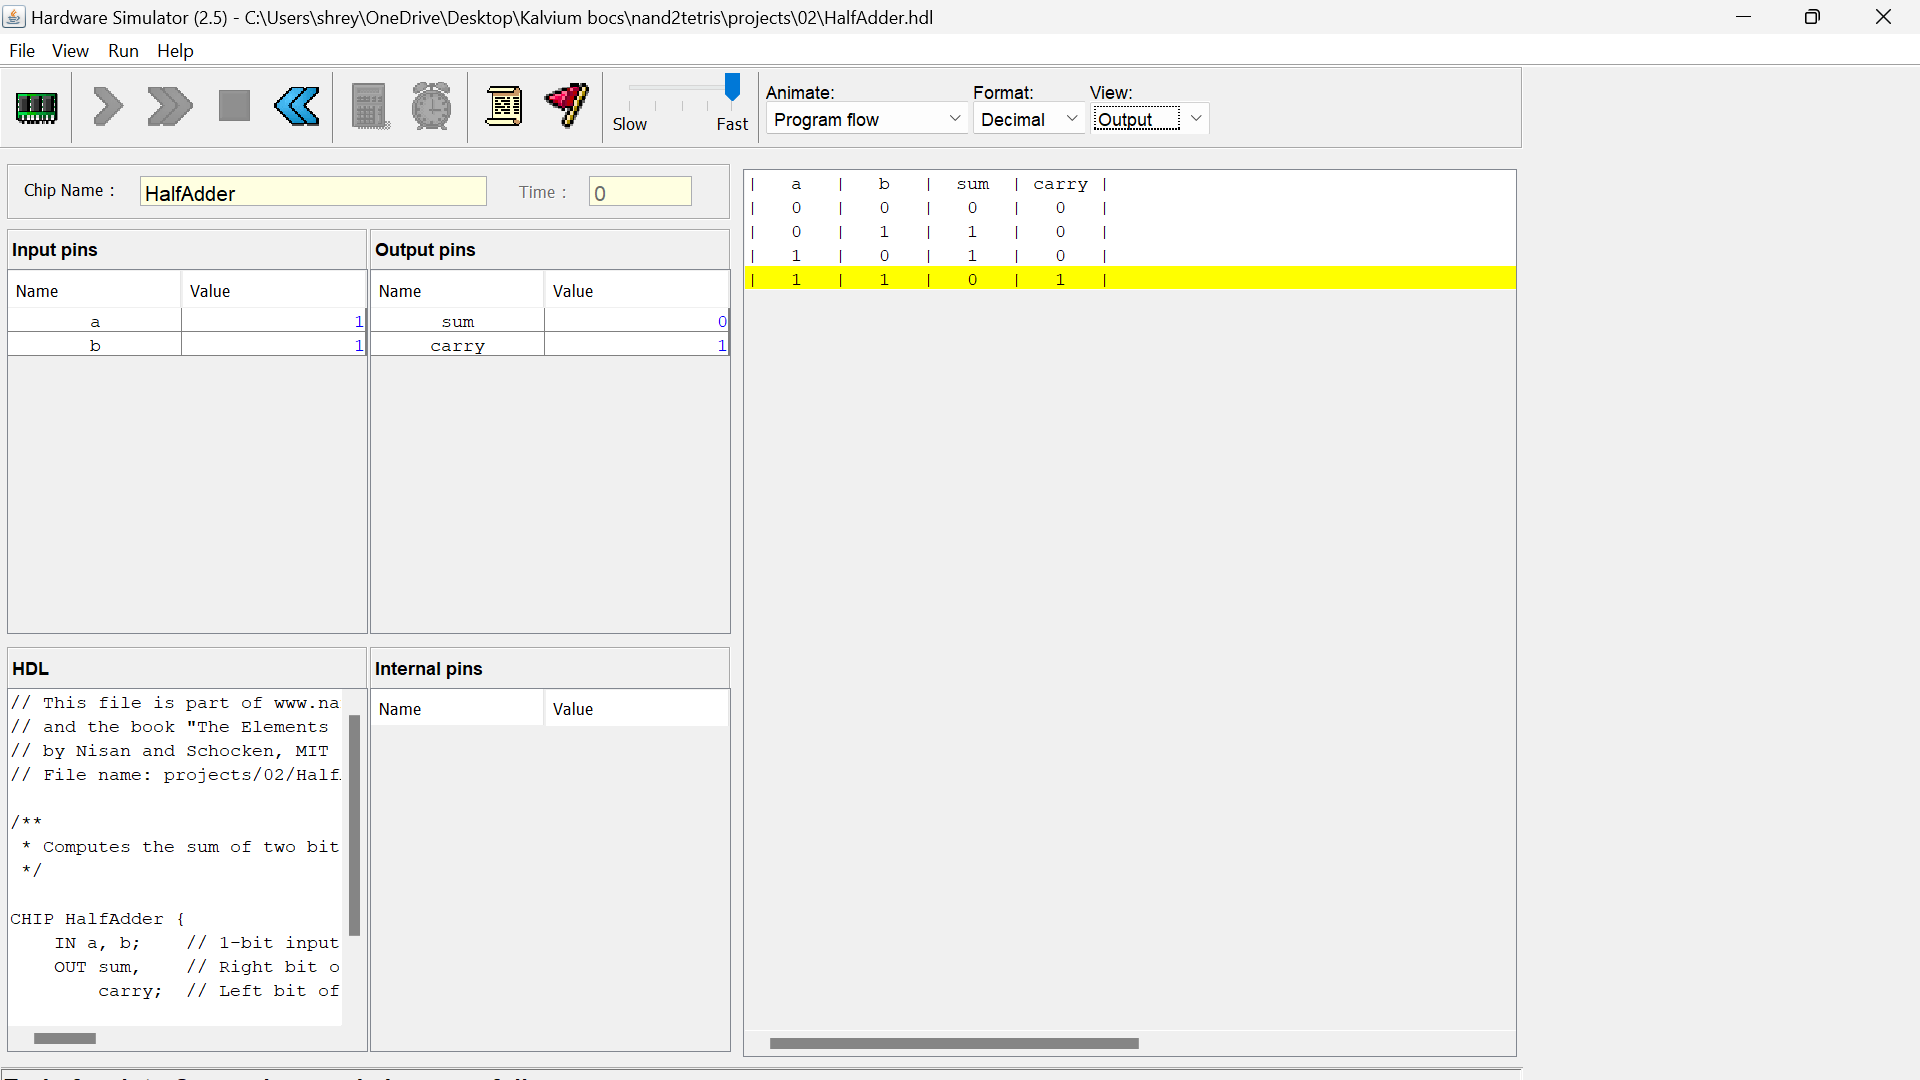 Hardware Simulator (2.5) - C:\Users\shrey\OneDrive\Desktop\Kalvium bocs\nand2tetris\projects\02\HalfAdder.hdl
File View Run Help
Slow Fast
Animate: Format: View:
Program flow Decimal Output
Chip Name : HalfAdder Time : 0
Input pins
Name Value
a 1
b 1
Output pins
Name Value
sum 0
carry 1
| a | b | sum | carry |
| 0 | 0 | 0 | 0 |
| 0 | 1 | 1 | 0 |
| 1 | 0 | 1 | 0 |
| 1 | 1 | 0 | 1 |
HDL
// This file is part of www.na
// and the book "The Elements
// by Nisan and Schocken, MIT
// File name: projects/02/Half
/**
* Computes the sum of two bit
*/
CHIP HalfAdder {
IN a, b; // 1-bit input
OUT sum, // Right bit o
carry; // Left bit of
Internal pins
Name Value